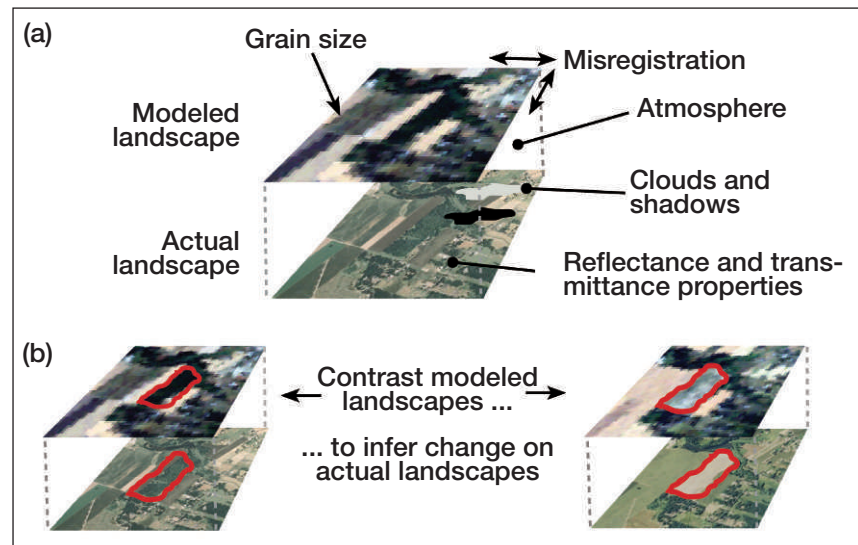 (a)
Grain size
Misregistration
Modeled
landscape
Atmosphere
Clouds and
shadows
Actual
landscape
Reflectance and trans-
mittance properties
(b)
Contrast modeled
landscapes ...
... to infer change on
actual landscapes